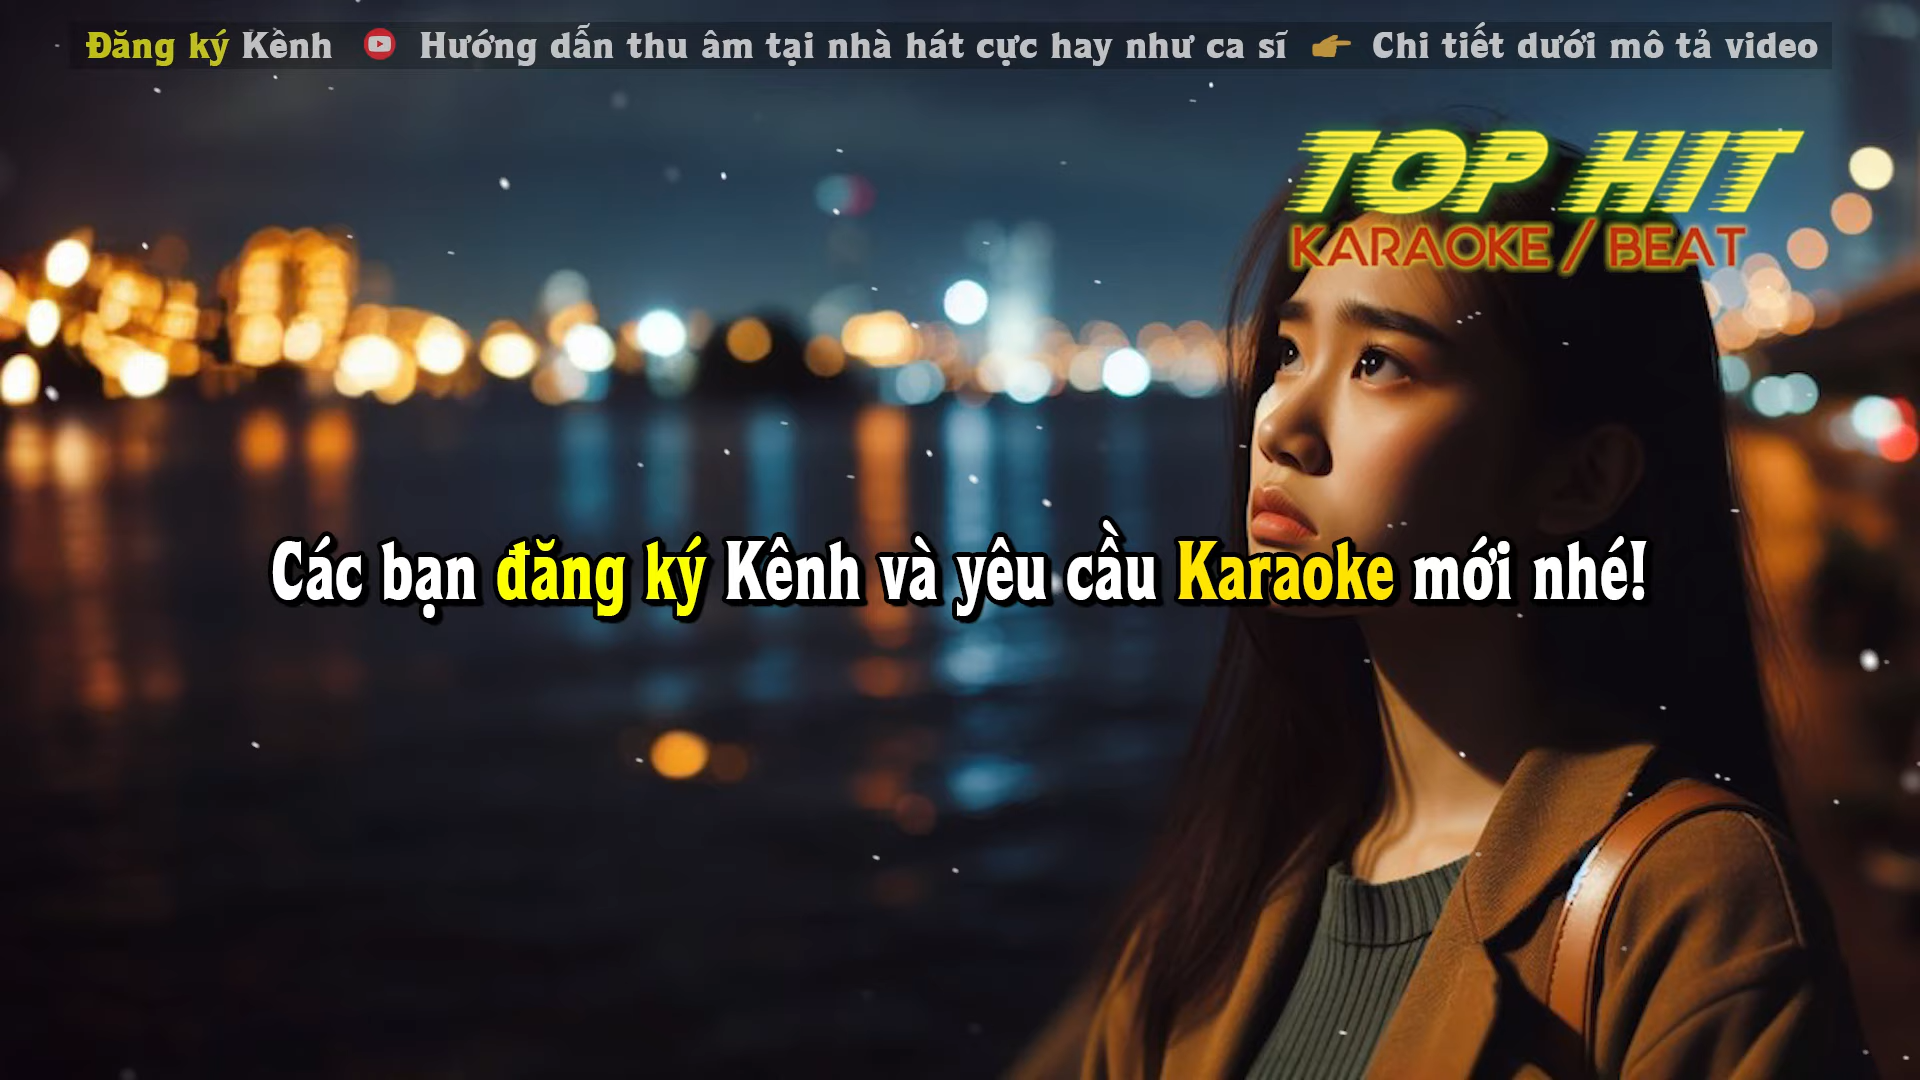 Đăng ký Kềnh Hướng dẫn thu âm tại nhà hát cực hay như ca sĩ 👉 Chi tiết dưới mô tả video
TOP HIT
KARAOKE / BEAT
Các bạn đăng ký Kênh và yêu cầu Karaoke mới nhé!